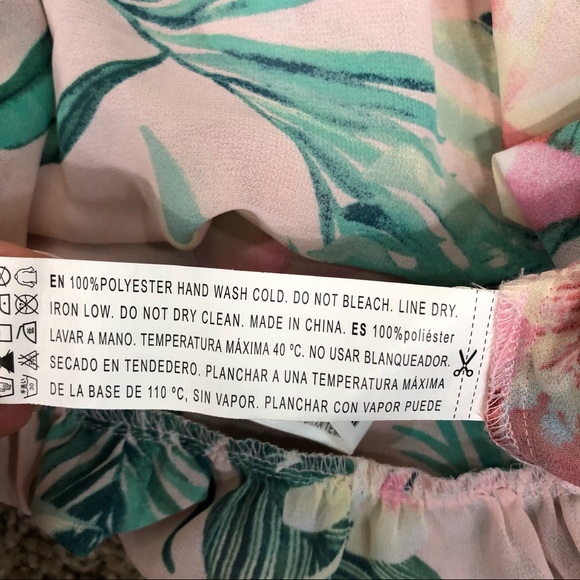 EN 100%POLYESTER HAND WASH COLD. DO NOT BLEACH. LINE DRY.
IRON LOW. DO NOT DRY CLEAN. MADE IN CHINA. ES 100%poliéster
LAVAR A MANO. TEMPERATURA MÁXIMA 40 ºC. NO USAR BLANQUEADOR.
SECADO EN TENDEDERO. PLANCHAR A UNA TEMPERATURA MÁXIMA
DE LA BASE DE 110 ºC, SIN VAPOR. PLANCHAR CON VAPOR PUEDE